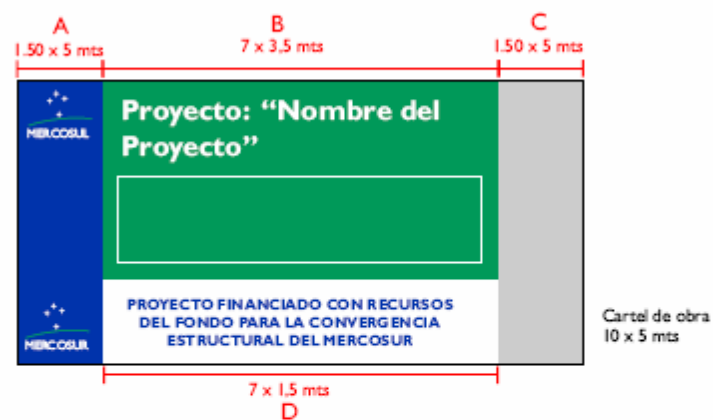 A
B
C
1.50 x 5 mts
7 x 3,5 mts
1.50 x 5 mts
MERCOSUL
Proyecto: “Nombre del
Proyecto”
PROYECTO FINANCIADO CON RECURSOS
DEL FONDO PARA LA CONVERGENCIA
ESTRUCTURAL DEL MERCOSUR
MERCOSUR
Cartel de obra
10 x 5 mts
7 x 1,5 mts
D